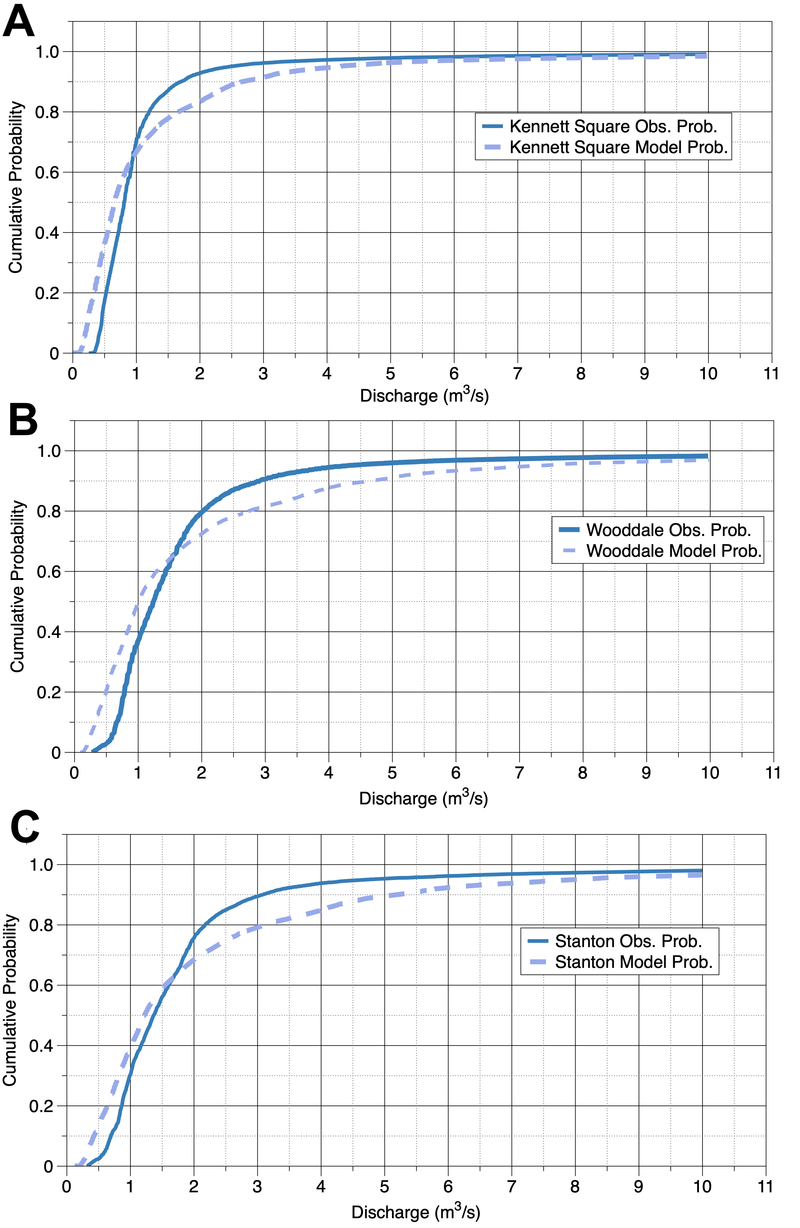 A
Cumulative Probability
1.0
0.8
0.6
0.4
0.2
0
Kennett Square Obs. Prob.
Kennett Square Model Prob.
0 1 2 3 4 5 6 7 8 9 10 11
Discharge (m³/s)
B
Cumulative Probability
1.0
0.8
0.6
0.4
0.2
0
Wooddale Obs. Prob.
Wooddale Model Prob.
0 1 2 3 4 5 6 7 8 9 10 11
Discharge (m³/s)
C
Cumulative Probability
1.0
0.8
0.6
0.4
0.2
0
Stanton Obs. Prob.
Stanton Model Prob.
0 1 2 3 4 5 6 7 8 9 10 11
Discharge (m³/s)